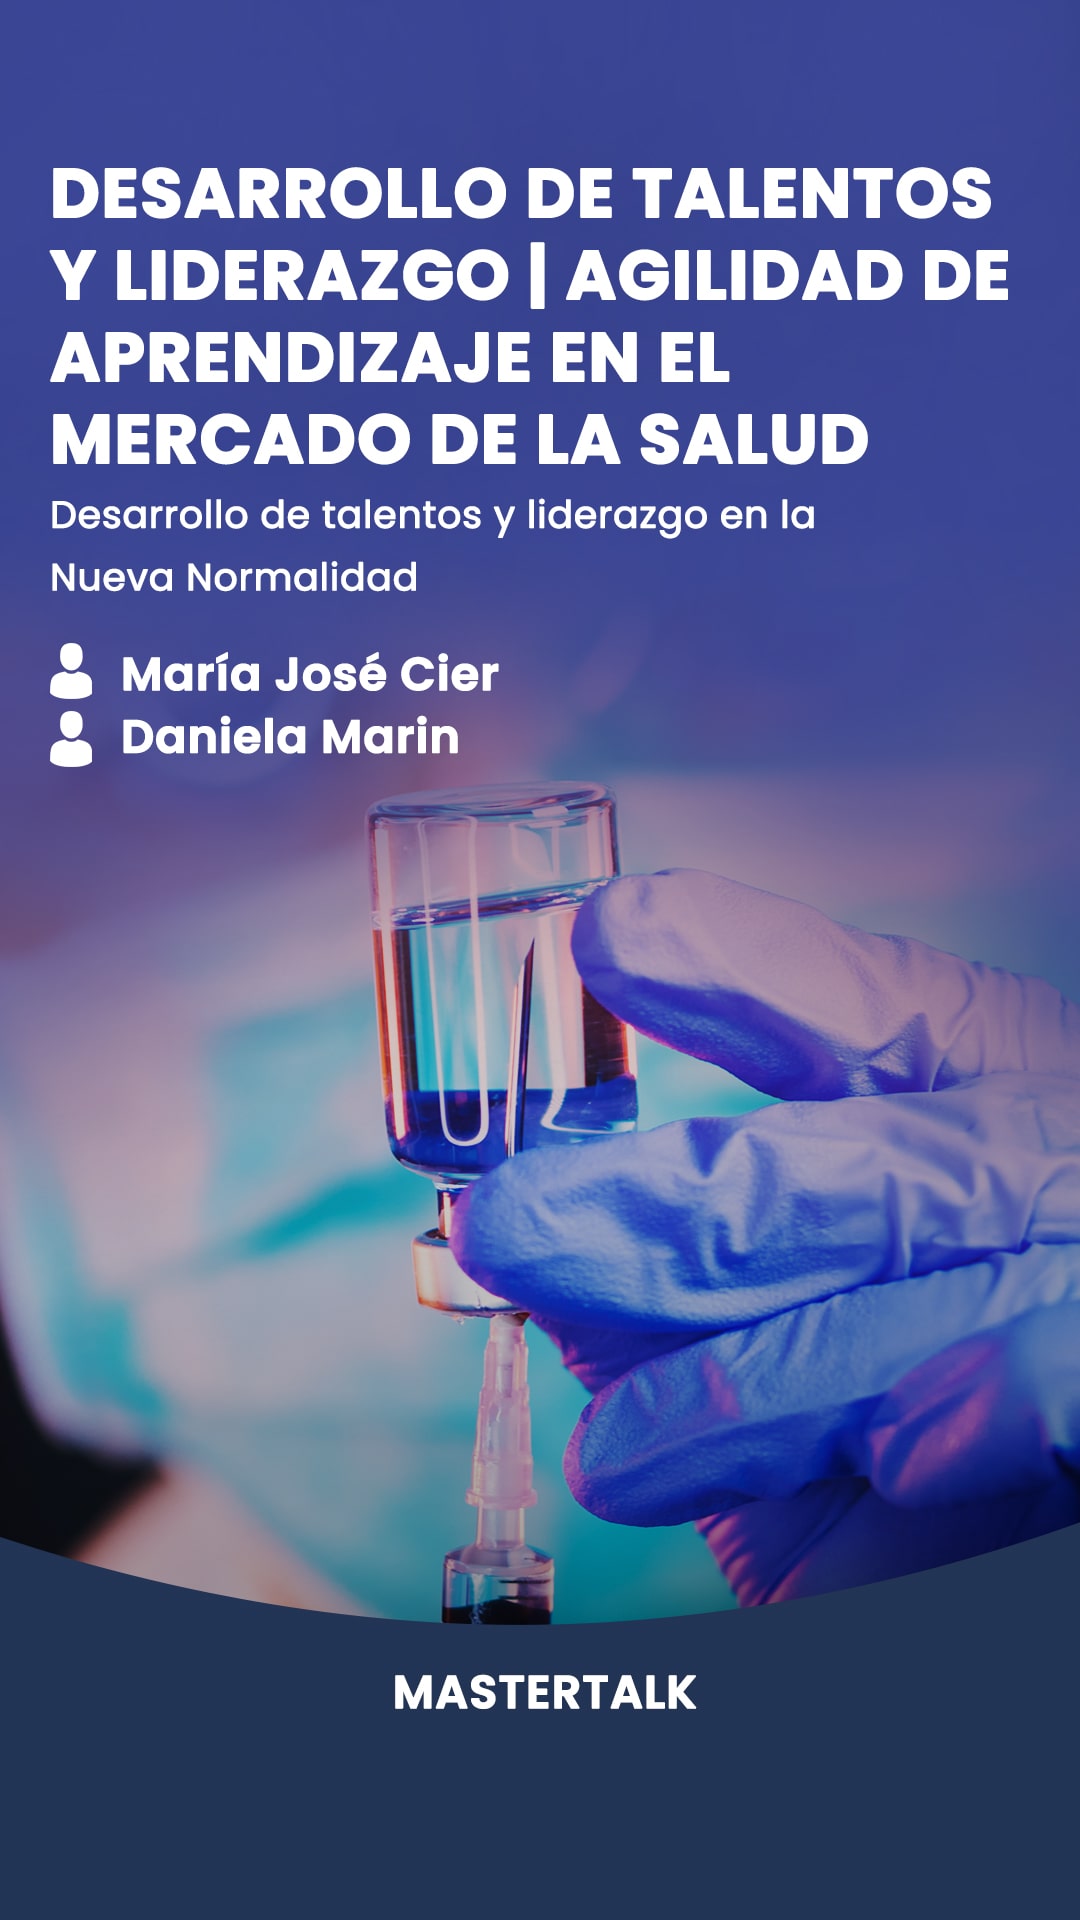 DESARROLLO DE TALENTOS
Y LIDERAZGO | AGILIDAD DE
APRENDIZAJE EN EL
MERCADO DE LA SALUD
Desarrollo de talentos y liderazgo en la
Nueva Normalidad
María José Cier
Daniela Marin
MASTERTALK